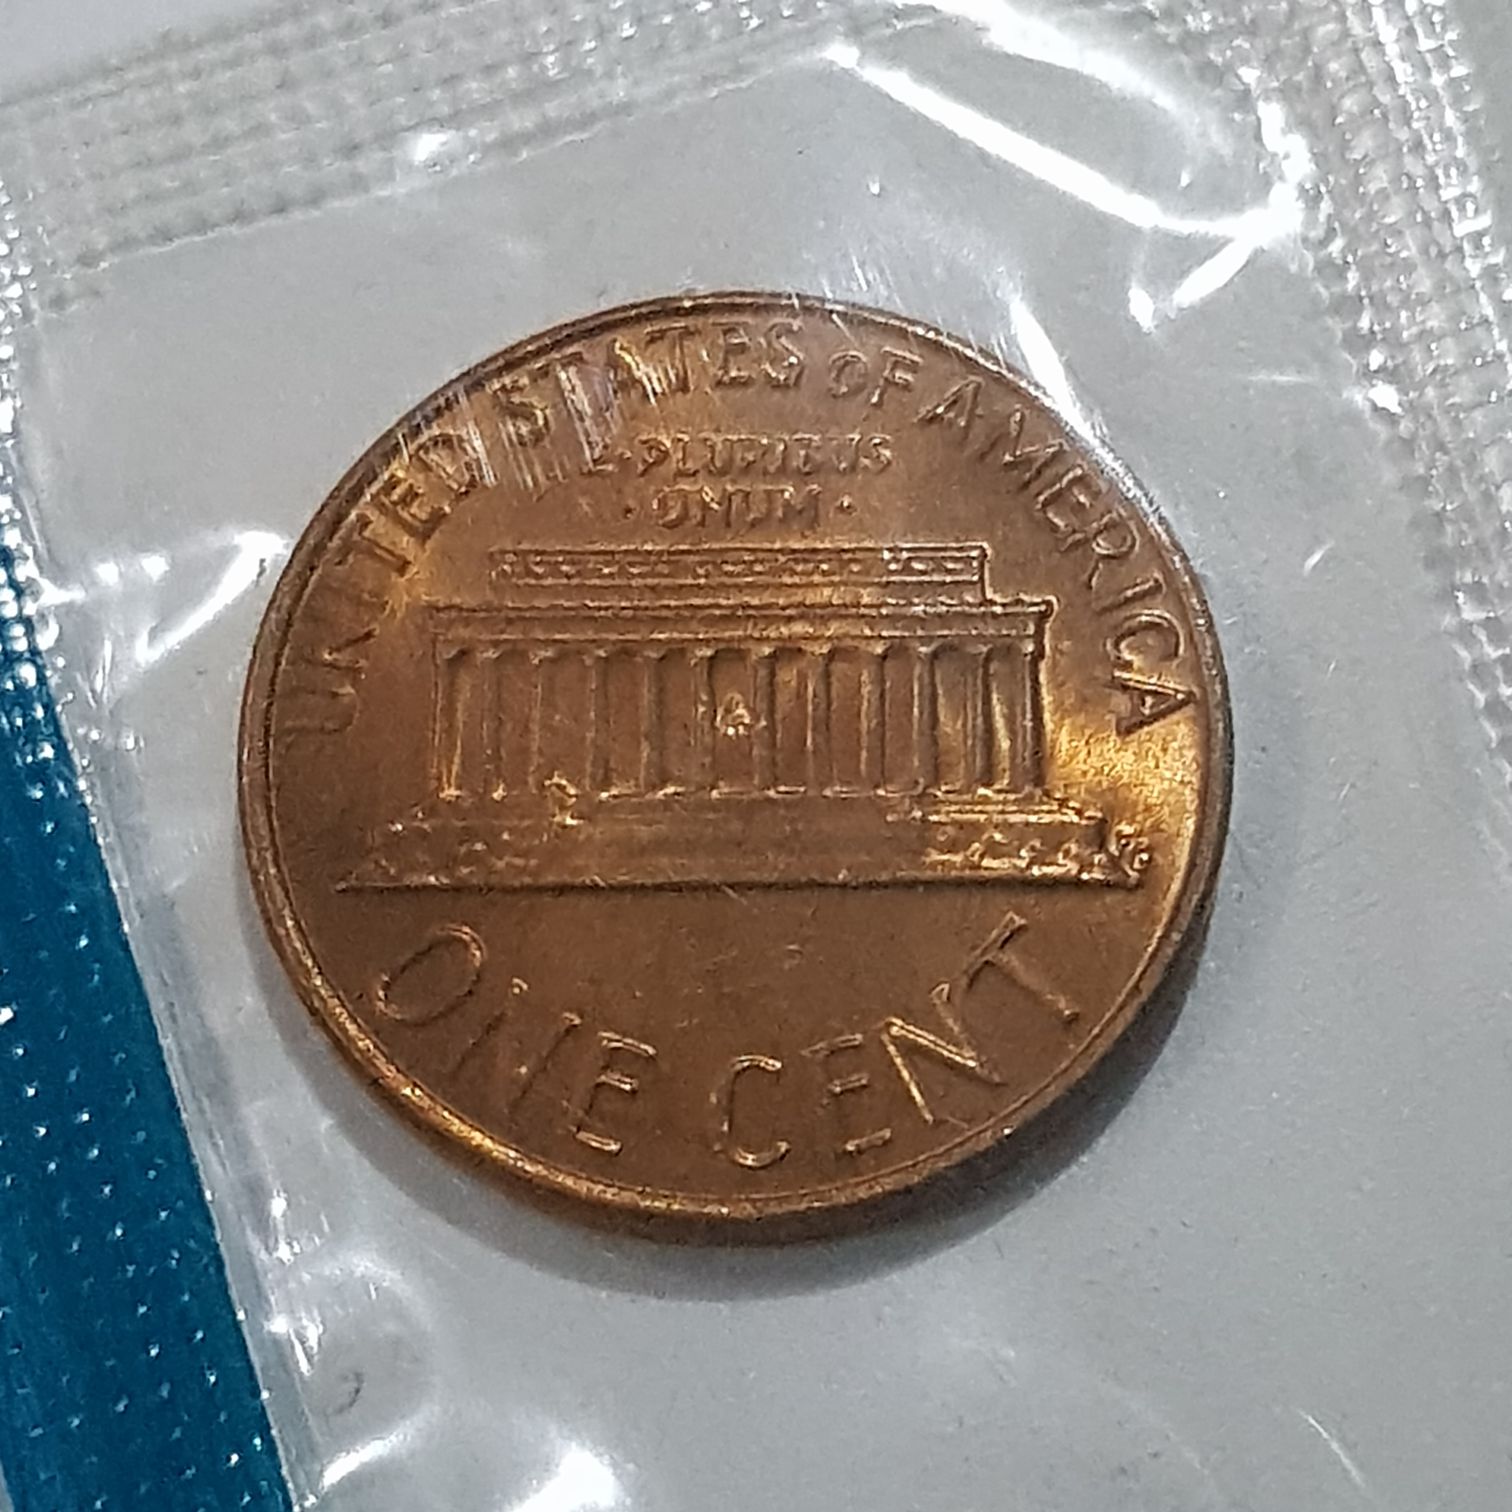 UNITED STATES OF AMERICA
E·PLURIBUS
·UNUM·
ONE CENT